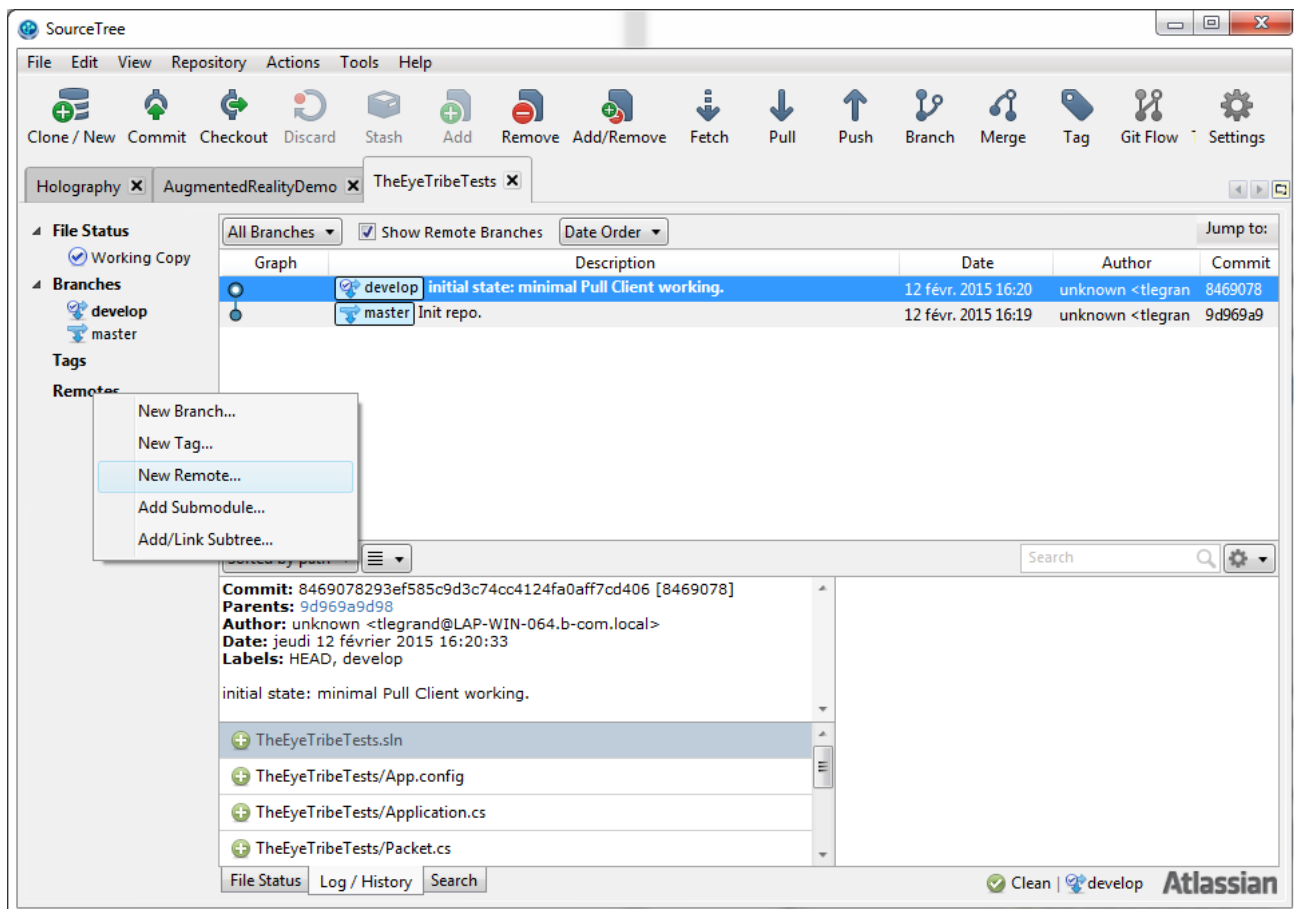 SourceTree
File Edit View Repository Actions Tools Help
Clone / New Commit Checkout Discard Stash Add Remove Add/Remove Fetch Pull Push Branch Merge Tag Git Flow Settings
Holography AugmentedRealityDemo TheEyeTribeTests
File Status
Working Copy
Branches
develop
master
Tags
Remotes
New Branch...
New Tag...
New Remote...
Add Submodule...
Add/Link Subtree...
All Branches Show Remote Branches Date Order Jump to:
Graph Description Date Author Commit
develop initial state: minimal Pull Client working. 12 févr. 2015 16:20 unknown <tlegran 8469078
master Init repo. 12 févr. 2015 16:19 unknown <tlegran 9d969a9
Sorted by path Search
Commit: 8469078293ef585c9d3c74cc4124fa0aff7cd406 [8469078]
Parents: 9d969a9d98
Author: unknown <tlegrand@LAP-WIN-064.b-com.local>
Date: jeudi 12 février 2015 16:20:33
Labels: HEAD, develop
initial state: minimal Pull Client working.
TheEyeTribeTests.sln
TheEyeTribeTests/App.config
TheEyeTribeTests/Application.cs
TheEyeTribeTests/Packet.cs
File Status Log / History Search
Clean | develop Atlassian